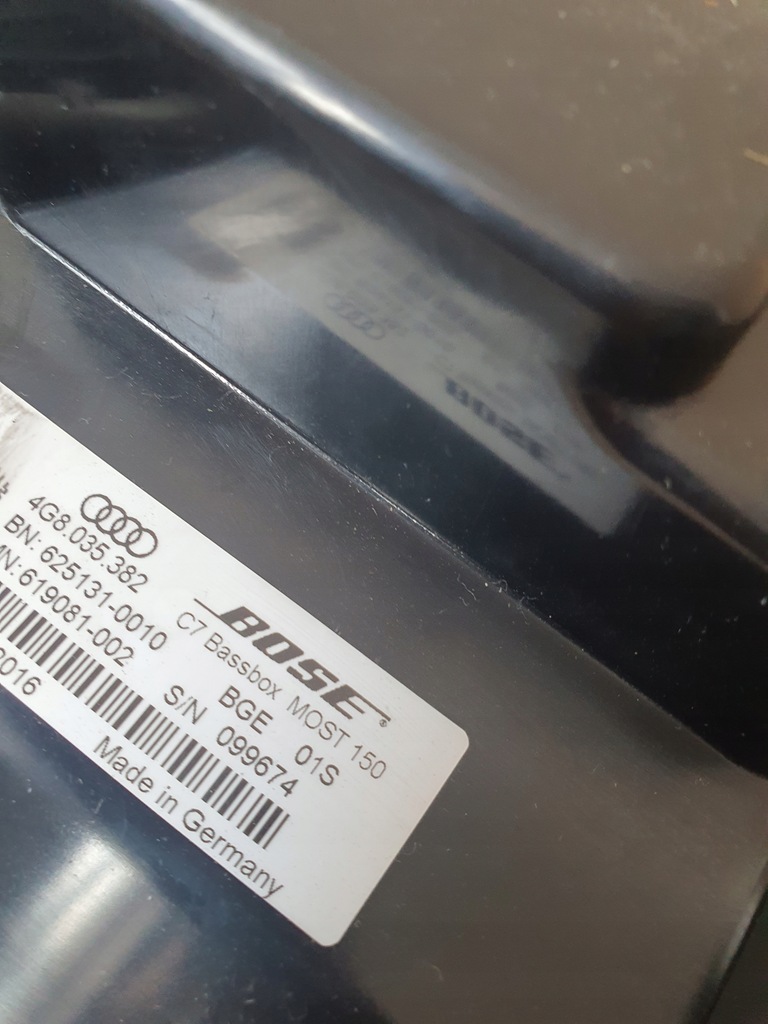 4G8.035.382
BOSE®
BN: 625131-0010
C7 Bassbox MOST 150
N: 619081-002
BGE 01S
2016
S/N 099674
Made in Germany
BOSE